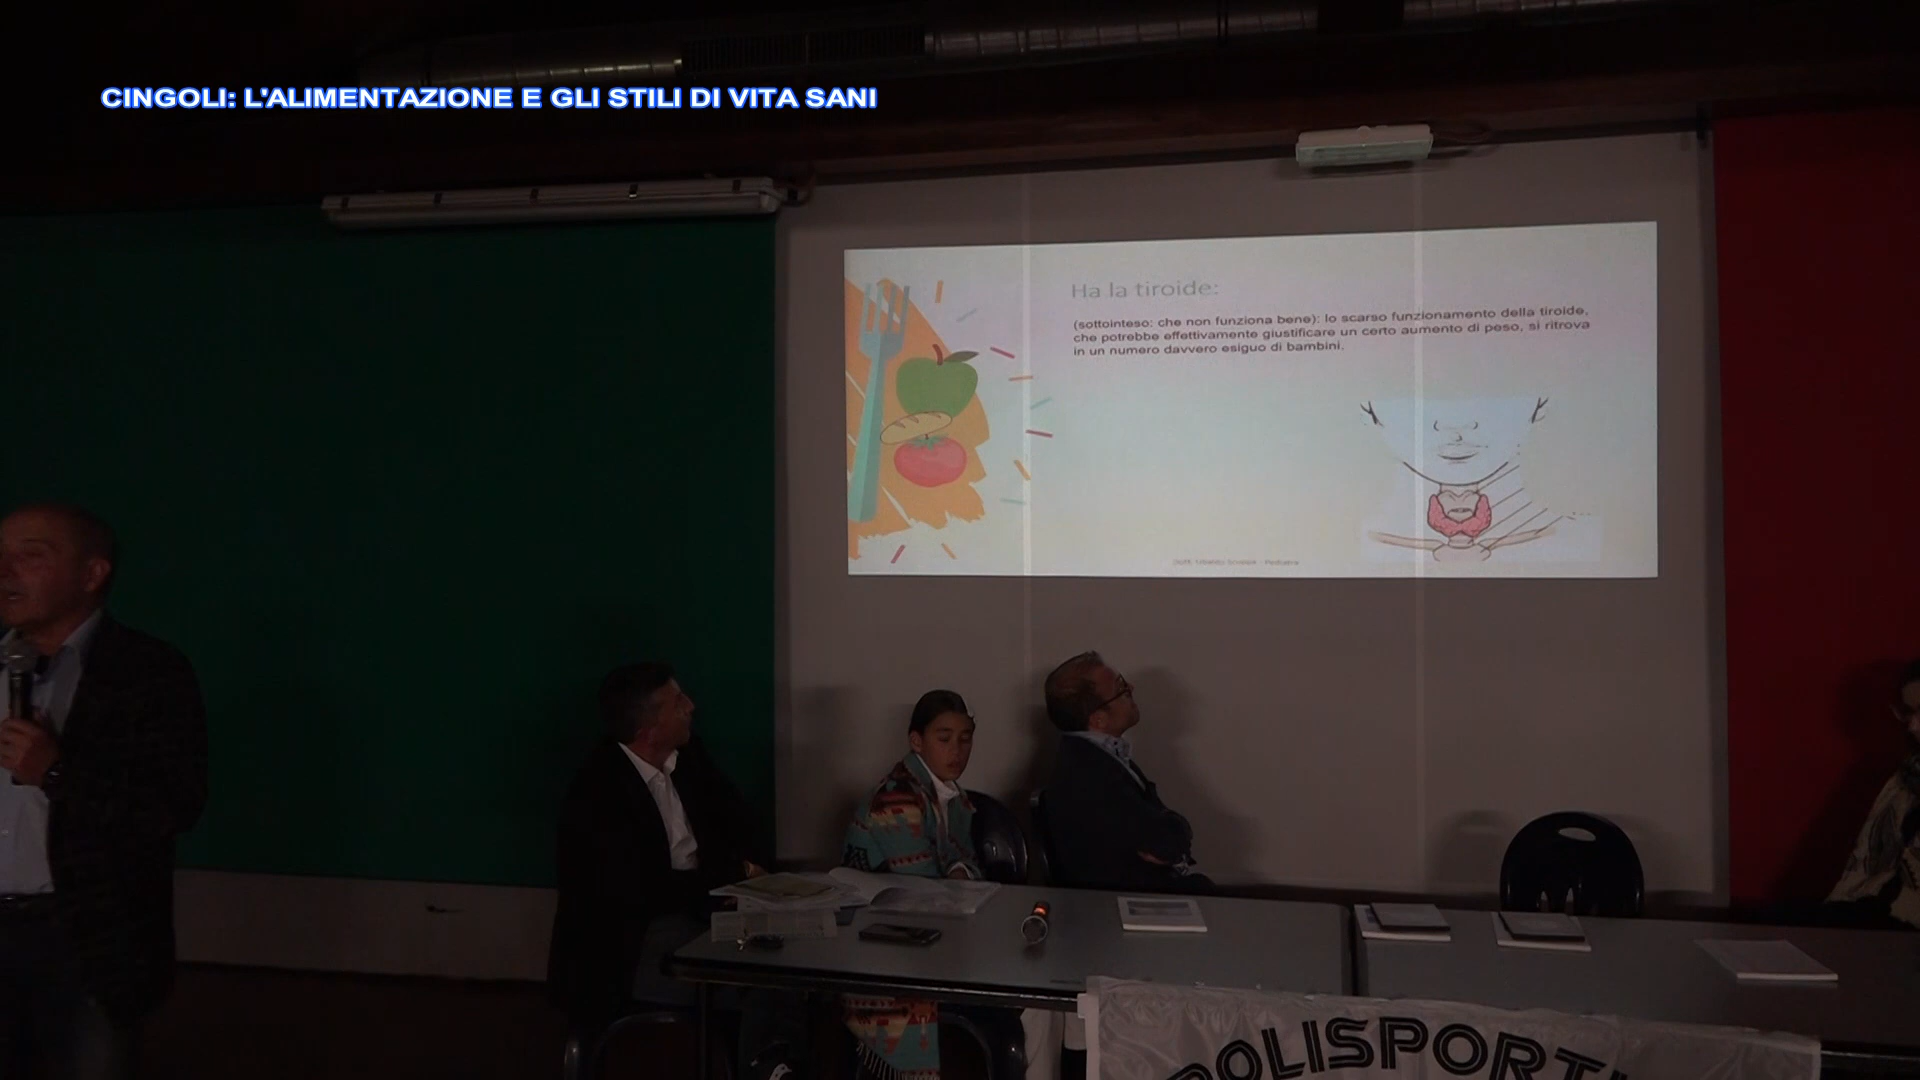 CINGOLI: L'ALIMENTAZIONE E GLI STILI DI VITA SANI
Ha la tiroide:
(sottointeso: che non funziona bene): lo scarso funzionamento della tiroide,
che potrebbe effettivamente giustificare un certo aumento di peso, si ritrova
in un numero davvero esiguo di bambini.
Pediatra
POLISPORTI